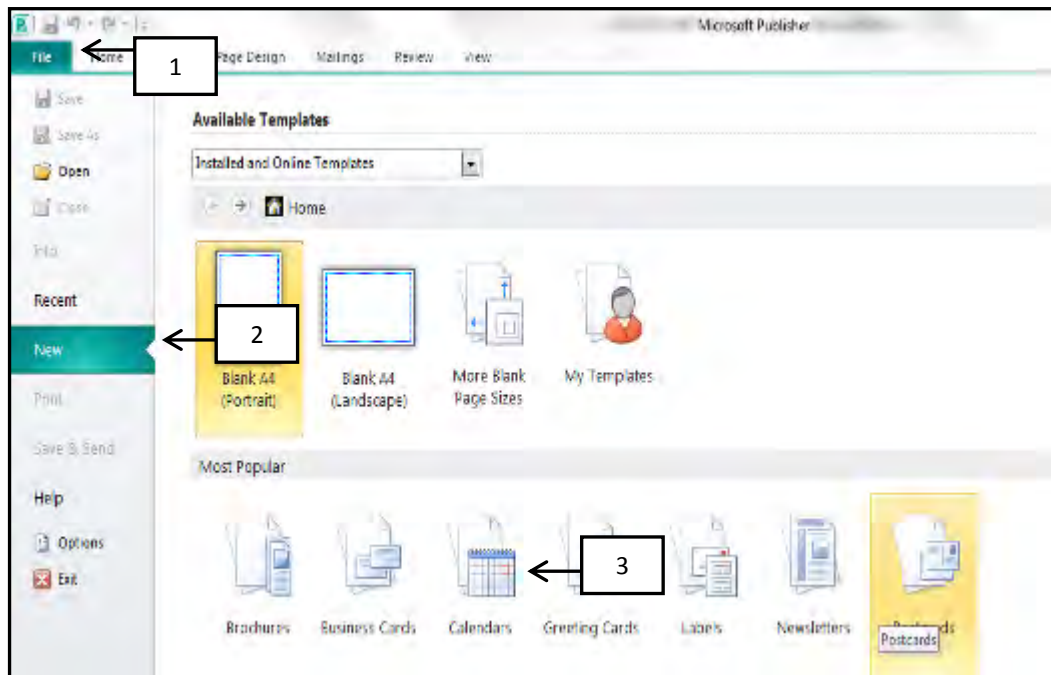 Microsoft Publisher
File Home 1 Page Design Mailings Review View
Save
Save As
Open
Close
Info
Recent
New
Print
Save & Send
Help
Options
Exit
Available Templates
Installed and Online Templates
Home
2
Blank A4 (Portrait)
Blank A4 (Landscape)
More Blank Page Sizes
My Templates
Most Popular
3
Brochures
Business Cards
Calendars
Greeting Cards
Labels
Newsletters
Postcards
Postcards